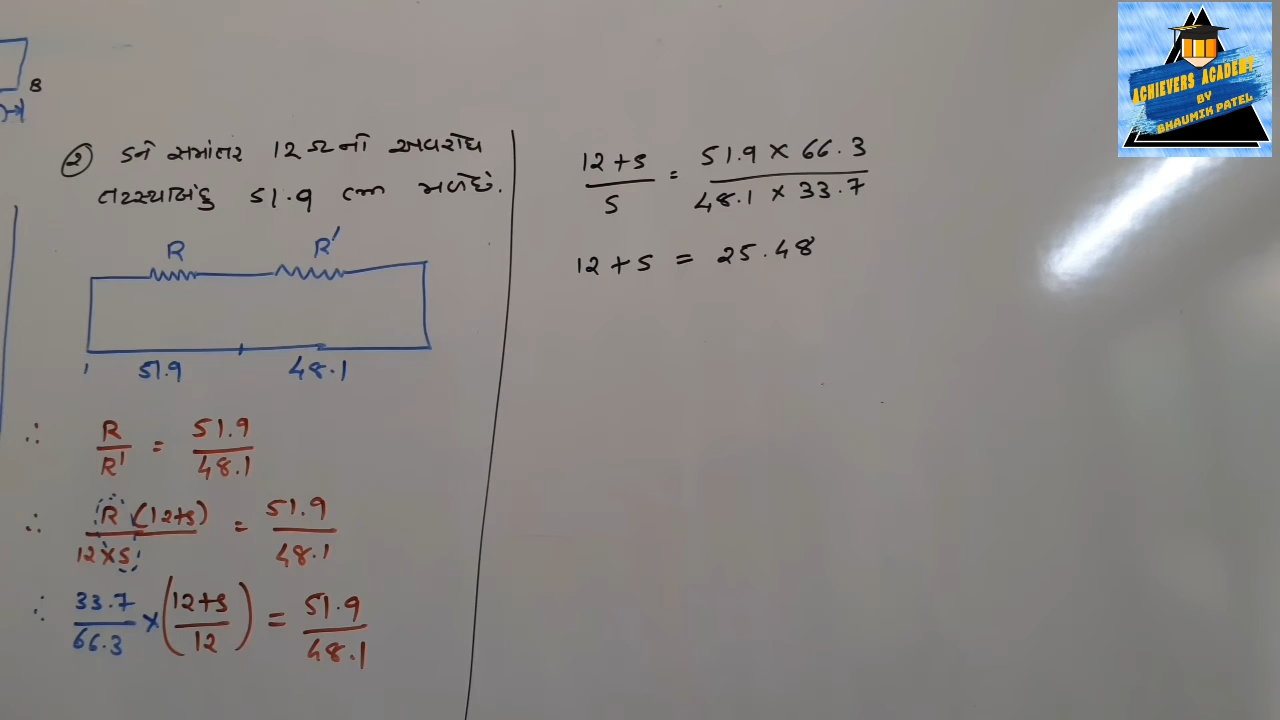 B
② Sને સમાંતર 12 Ω નો અવરોધ
તટસ્થબિંદુ 51.9 cm મળે છે.
R R'
51.9 48.1
∴ R/R' = 51.9/48.1
∴ R (12+S)/12 × S = 51.9/48.1
∴ 33.7/66.3 × (12+S/12) = 51.9/48.1
12+S/S = 51.9 × 66.3/48.1 × 33.7
12 + S = 25.48
ACHIEVERS ACADEMY
BY
BHAUMIK PATEL